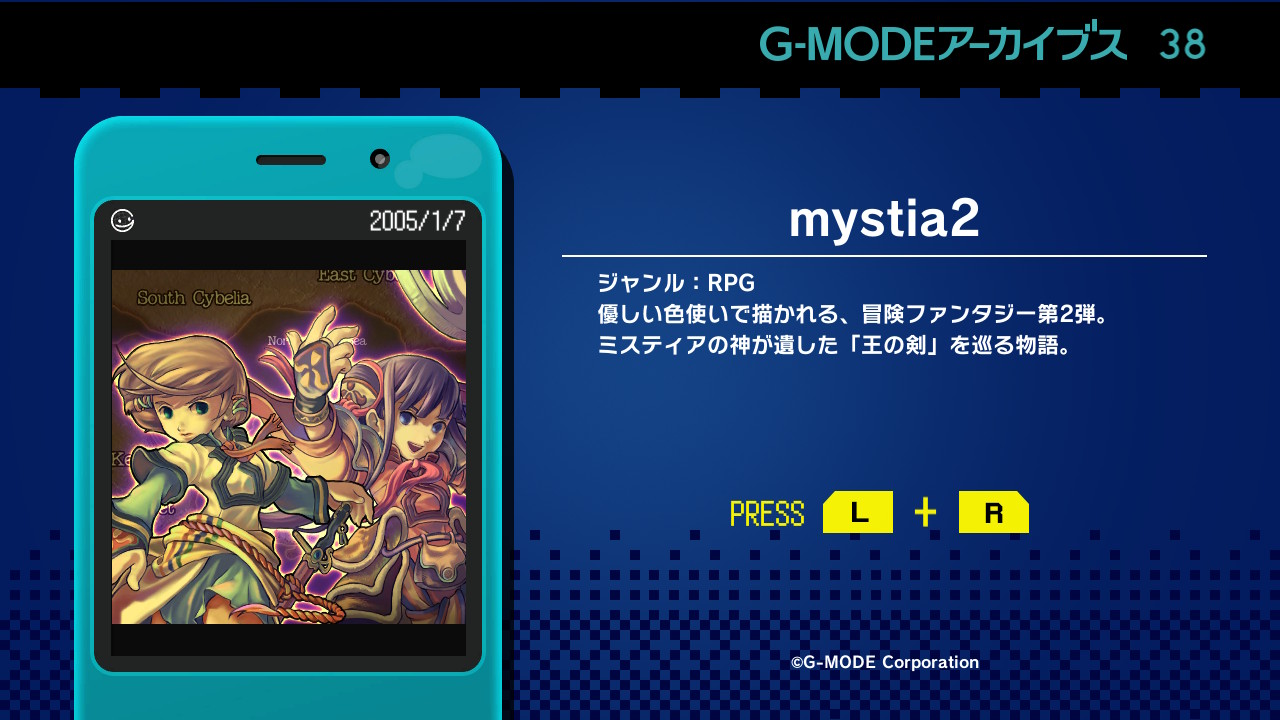 G-MODEアーカイブス 38
2005/1/7
East Cyb
South Cybelia
mystia2
ジャンル：RPG
優しい色使いで描かれる、冒険ファンタジー第2弾。
ミスティアの神が遺した「王の剣」を巡る物語。
PRESS L + R
©G-MODE Corporation